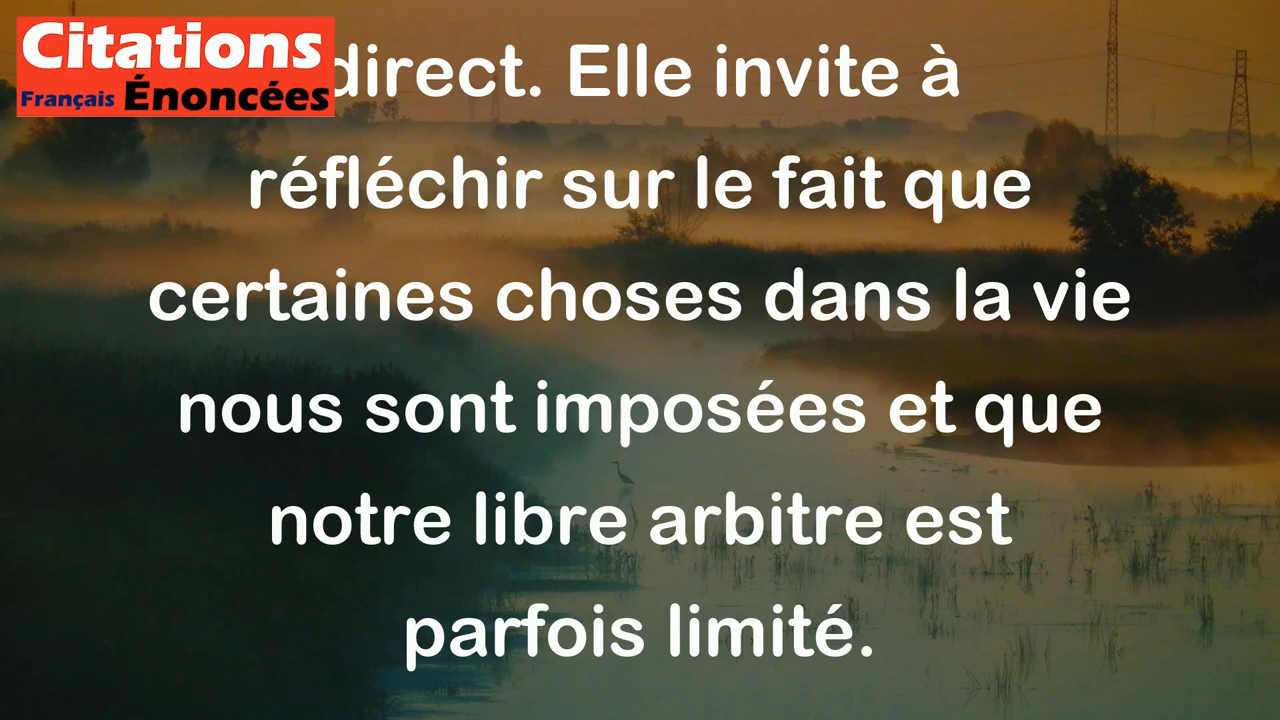 Citations
Français Énoncées
direct. Elle invite à
réfléchir sur le fait que
certaines choses dans la vie
nous sont imposées et que
notre libre arbitre est
parfois limité.